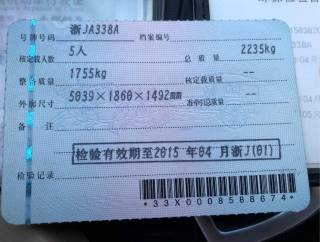 号牌号码 浙JA338A 档案编号
核定载人数 5人 总质量 2235kg
整备质量 1755kg 核定载质量 --
外廓尺寸 5039×1860×1492 准牵引总质量 --
备注
检验有效期至2015 年04 月浙J(01)
检验记录
*33X0008588674*